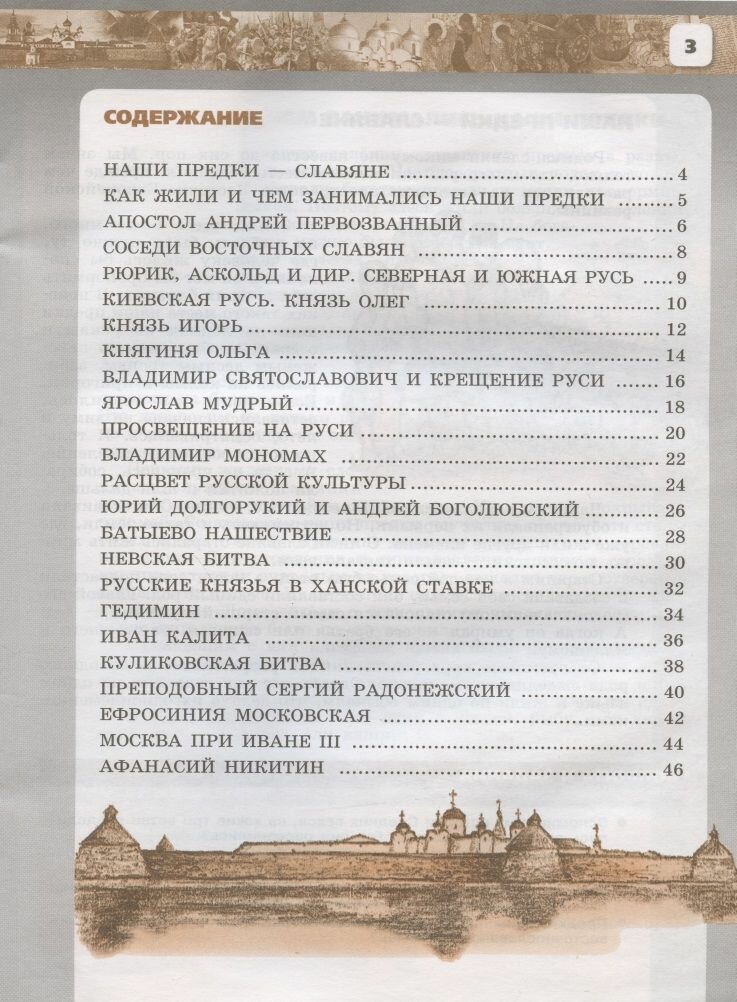 3
СОДЕРЖАНИЕ
НАШИ ПРЕДКИ — СЛАВЯНЕ ........ 4
КАК ЖИЛИ И ЧЕМ ЗАНИМАЛИСЬ НАШИ ПРЕДКИ ........ 5
АПОСТОЛ АНДРЕЙ ПЕРВОЗВАННЫЙ ........ 6
СОСЕДИ ВОСТОЧНЫХ СЛАВЯН ........ 8
РЮРИК, АСКОЛЬД И ДИР. СЕВЕРНАЯ И ЮЖНАЯ РУСЬ ........ 9
КИЕВСКАЯ РУСЬ. КНЯЗЬ ОЛЕГ ........ 10
КНЯЗЬ ИГОРЬ ........ 12
КНЯГИНЯ ОЛЬГА ........ 14
ВЛАДИМИР СВЯТОСЛАВОВИЧ И КРЕЩЕНИЕ РУСИ ........ 16
ЯРОСЛАВ МУДРЫЙ ........ 18
ПРОСВЕЩЕНИЕ НА РУСИ ........ 20
ВЛАДИМИР МОНОМАХ ........ 22
РАСЦВЕТ РУССКОЙ КУЛЬТУРЫ ........ 24
ЮРИЙ ДОЛГОРУКИЙ И АНДРЕЙ БОГОЛЮБСКИЙ ........ 26
БАТЫЕВО НАШЕСТВИЕ ........ 28
НЕВСКАЯ БИТВА ........ 30
РУССКИЕ КНЯЗЬЯ В ХАНСКОЙ СТАВКЕ ........ 32
ГЕДИМИН ........ 34
ИВАН КАЛИТА ........ 36
КУЛИКОВСКАЯ БИТВА ........ 38
ПРЕПОДОБНЫЙ СЕРГИЙ РАДОНЕЖСКИЙ ........ 40
ЕФРОСИНИЯ МОСКОВСКАЯ ........ 42
МОСКВА ПРИ ИВАНЕ III ........ 44
АФАНАСИЙ НИКИТИН ........ 46